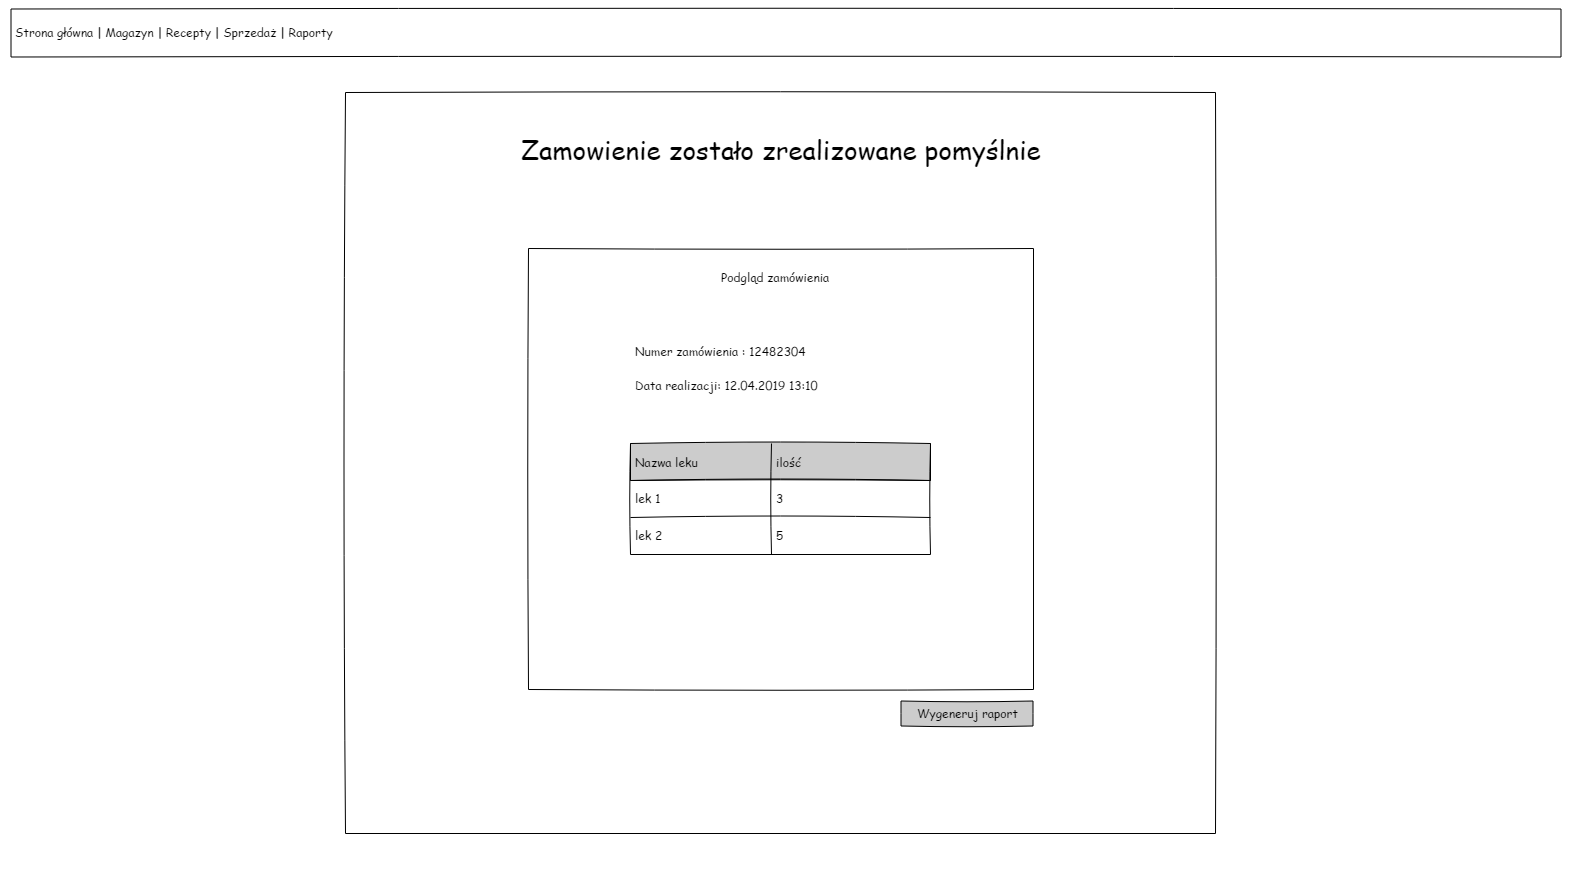 Strona główna | Magazyn | Recepty | Sprzedaż | Raporty
Zamowienie zostało zrealizowane pomyślnie
Podgląd zamówienia
Numer zamówienia : 12482304
Data realizacji: 12.04.2019 13:10
Nazwa leku ilość
lek 1 3
lek 2 5
Wygeneruj raport